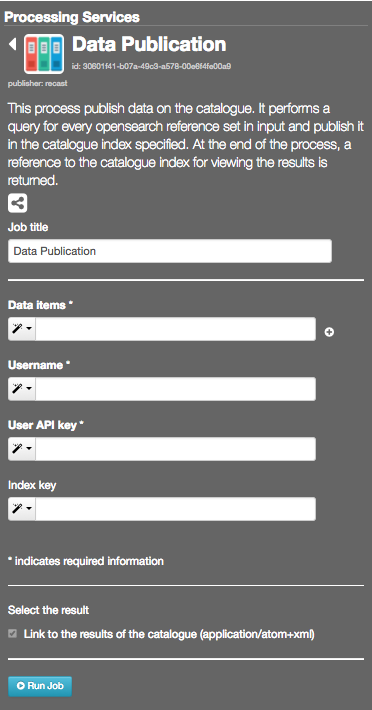 Processing Services
Data Publication
id: 30601f41-b07a-49c3-a578-00e6f4fe00a9
publisher: recast
This process publish data on the catalogue. It performs a
query for every opensearch reference set in input and publish it
in the catalogue index specified. At the end of the process, a
reference to the catalogue index for viewing the results is
returned.
Job title
Data Publication
Data items *
Username *
User API key *
Index key
* indicates required information
Select the result
Link to the results of the catalogue (application/atom+xml)
Run Job